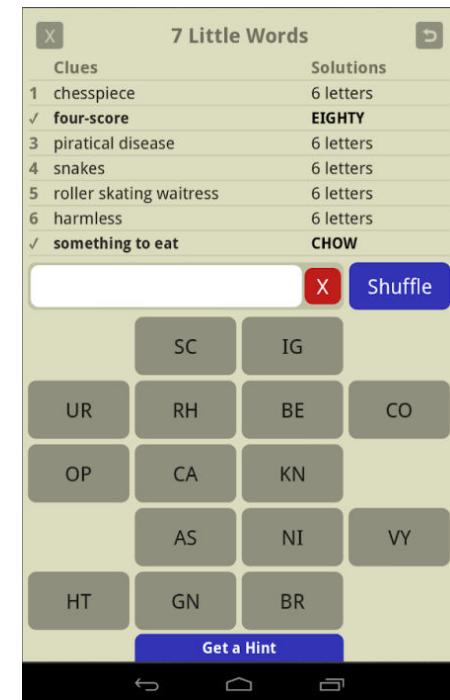 X 7 Little Words
Clues Solutions
1 chesspiece 6 letters
✓ four-score EIGHTY
3 piratical disease 6 letters
4 snakes 6 letters
5 roller skating waitress 6 letters
6 harmless 6 letters
✓ something to eat CHOW
X Shuffle
SC IG
UR RH BE CO
OP CA KN
AS NI VY
HT GN BR
Get a Hint